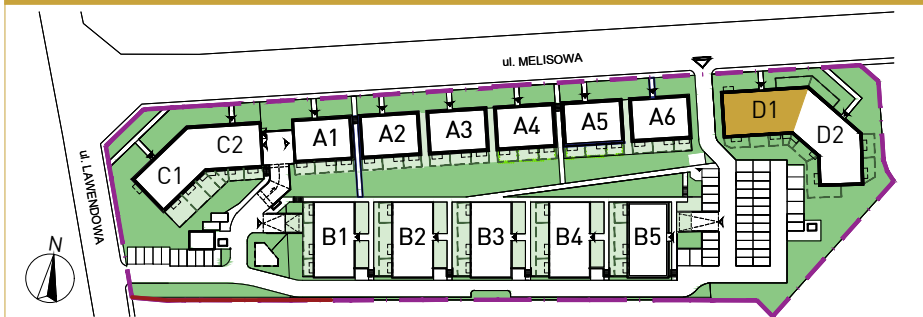 ul. MELISOWA
D1
D2
A1
A2
A3
A4
A5
A6
C2
C1
ul. LAWENDOWA
B1
B2
B3
B4
B5
N